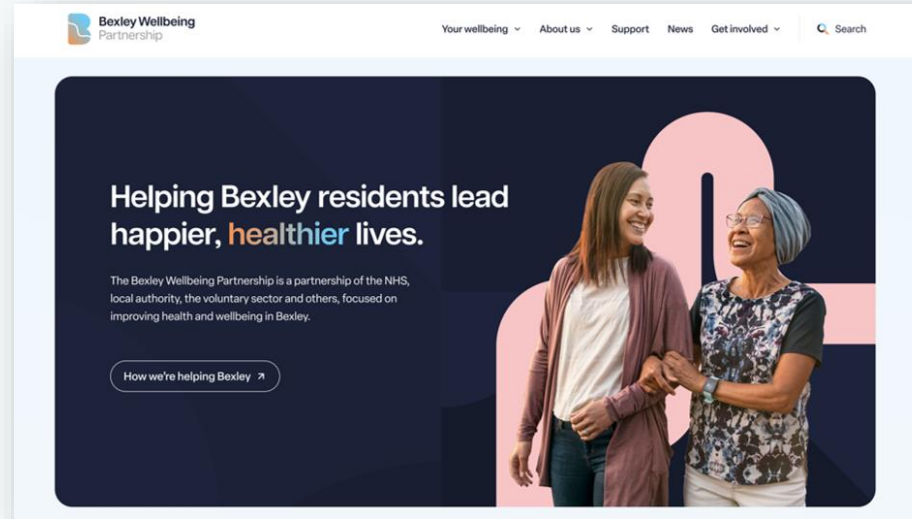 Bexley Wellbeing
Partnership
Your wellbeing
About us
Support
News
Get involved
Search
Helping Bexley residents lead
happier, healthier lives.
The Bexley Wellbeing Partnership is a partnership of the NHS,
local authority, the voluntary sector and others, focused on
improving health and wellbeing in Bexley.
How we're helping Bexley